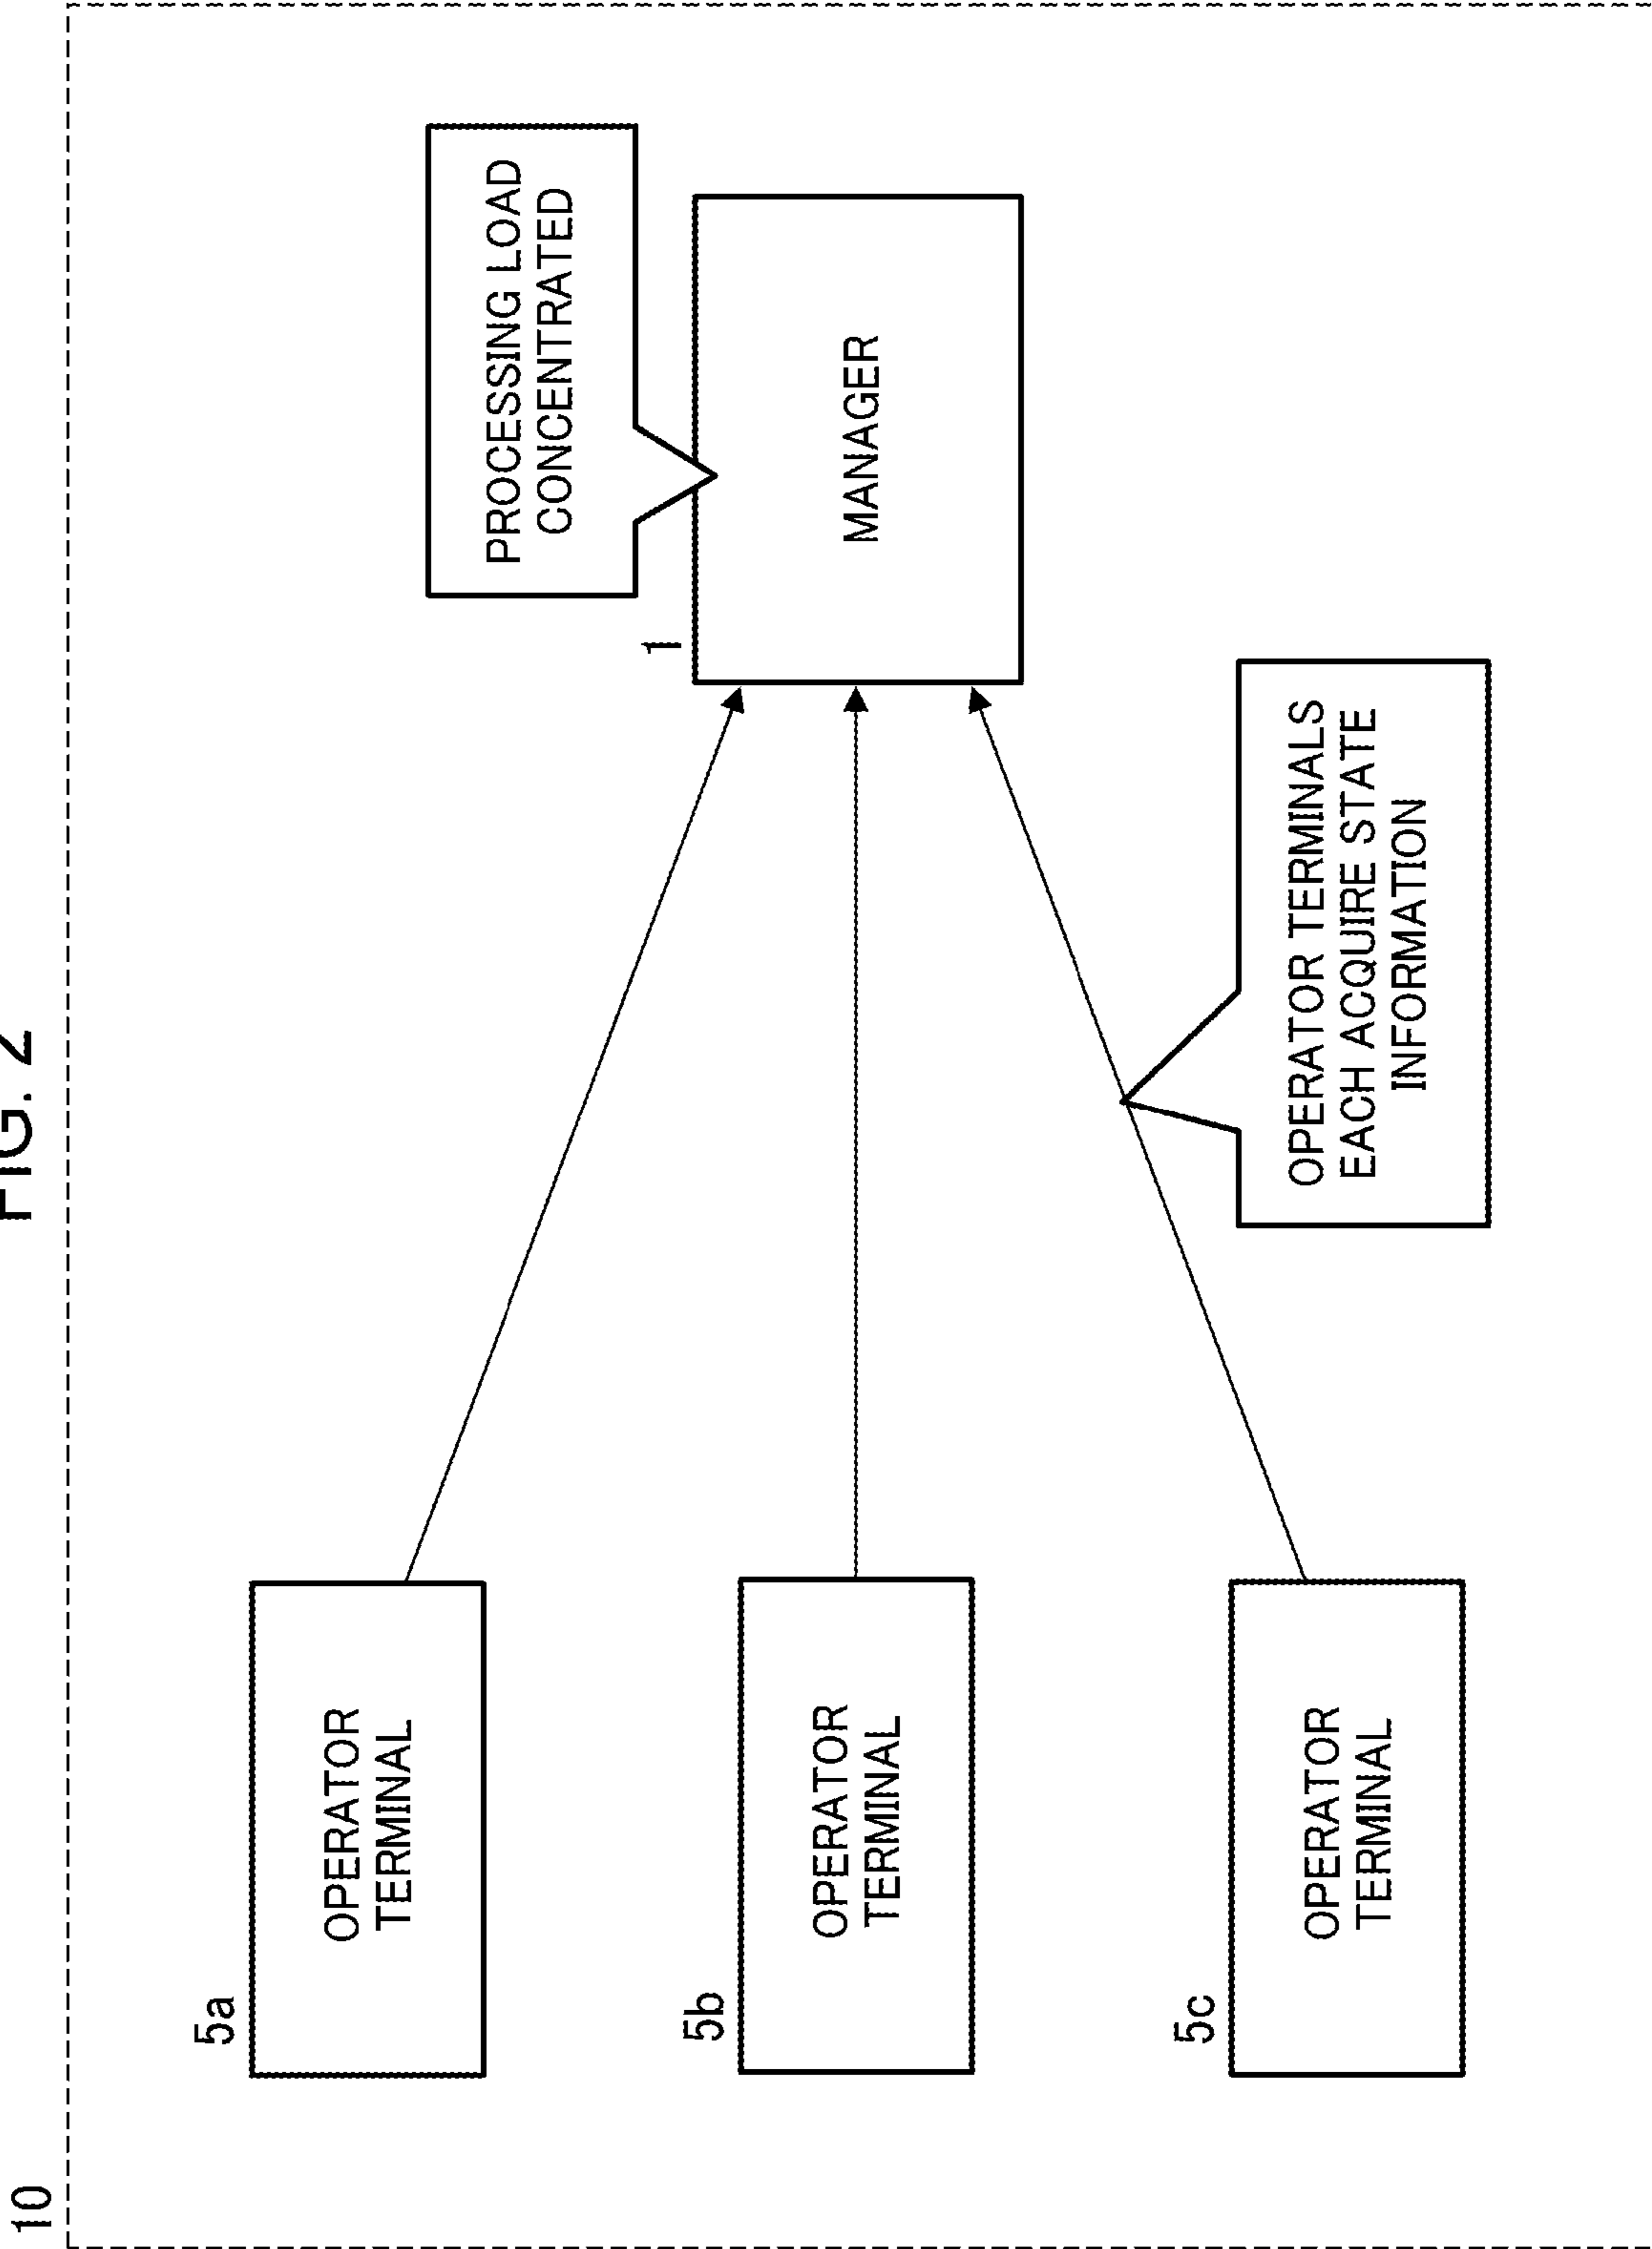 FIG. 2
10
PROCESSING LOAD
CONCENTRATED
1
MANAGER
5a
OPERATOR
TERMINAL
5b
OPERATOR
TERMINAL
5c
OPERATOR
TERMINAL
OPERATOR TERMINALS
EACH ACQUIRE STATE
INFORMATION